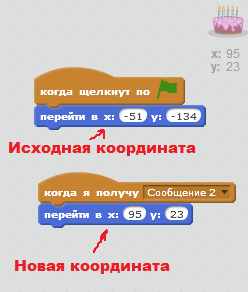 x: 95
y: 23
когда щелкнут по
перейти в x: -51 y: -134
Исходная координата
когда я получу Сообщение 2
перейти в x: 95 y: 23
Новая координата